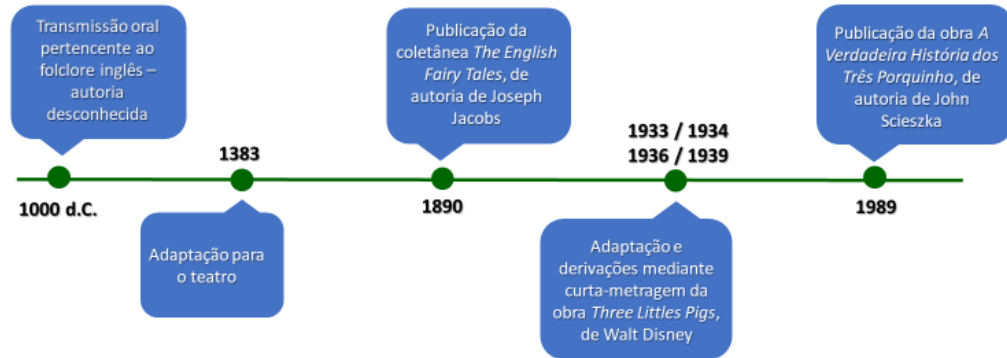 Transmissão oral
pertencente ao
folclore inglês –
autoria
desconhecida
1000 d.C.
1383
Adaptação para
o teatro
Publicação da
coletânea The English
Fairy Tales, de
autoria de Joseph
Jacobs
1890
1933 / 1934
1936 / 1939
Adaptação e
derivações mediante
curta-metragem da
obra Three Littles Pigs,
de Walt Disney
Publicação da obra A
Verdadeira História dos
Três Porquinho, de
autoria de John
Scieszka
1989